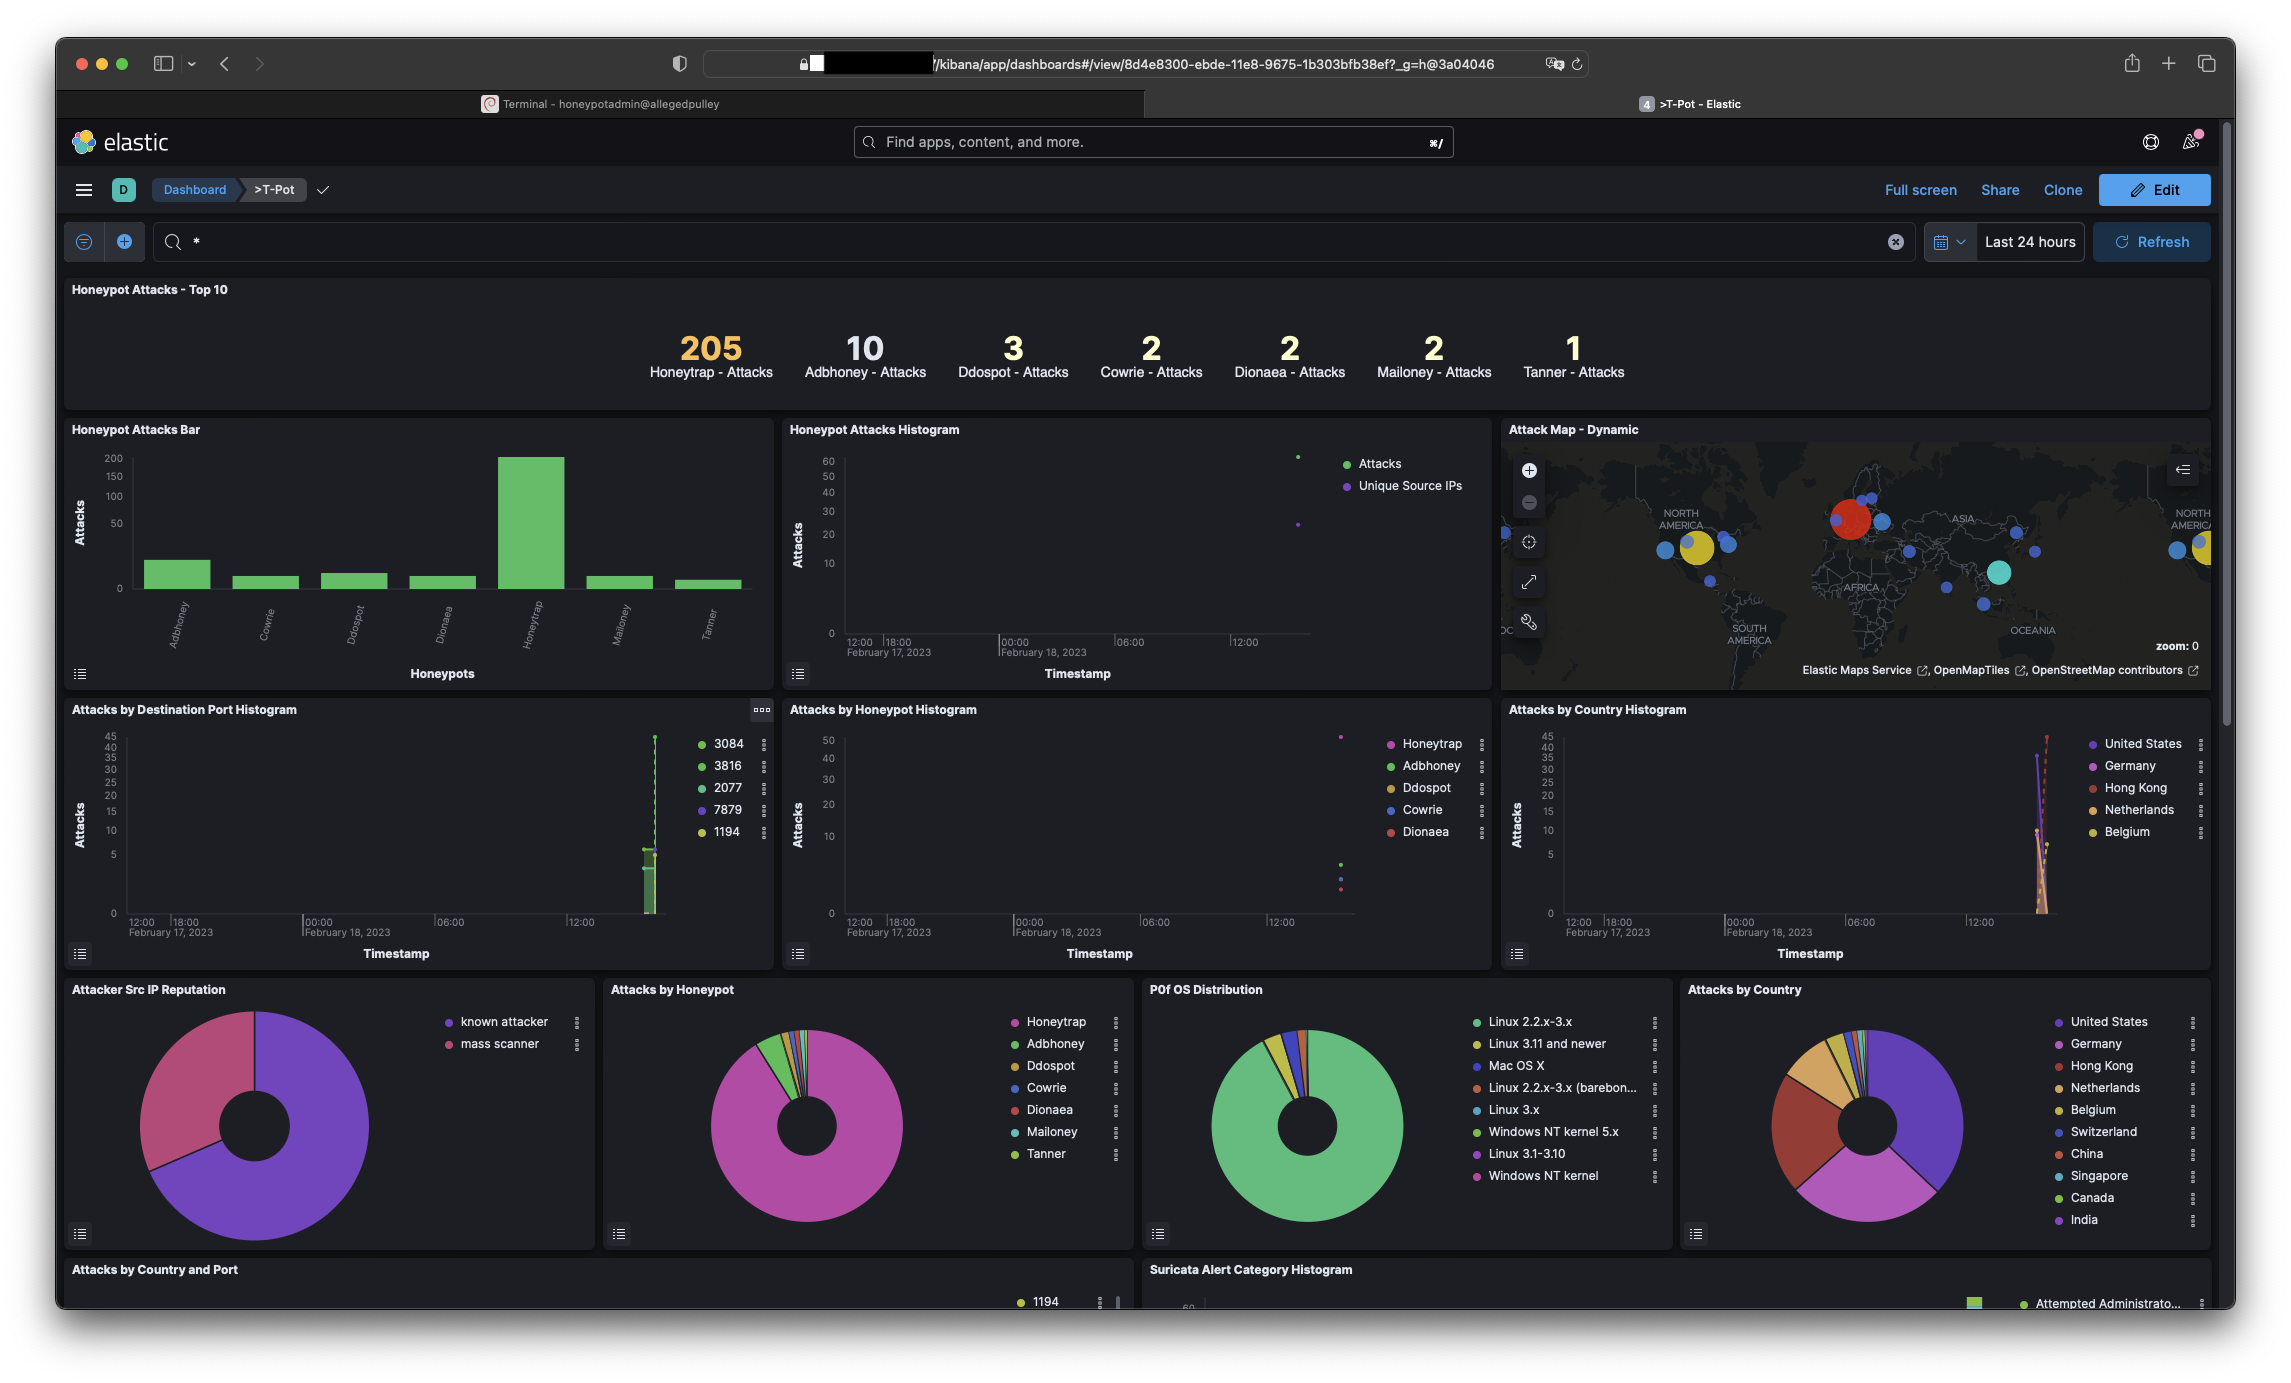 /kibana/app/dashboards#/view/8d4e8300-ebde-11e8-9675-1b303bfb38ef?_g=h@3a04046
Terminal - honeypotadmin@allegedpulley
4 >T-Pot - Elastic
elastic
Find apps, content, and more.
⌘/
D
Dashboard
>T-Pot
Full screen
Share
Clone
Edit
*
Last 24 hours
Refresh
Honeypot Attacks - Top 10
205
Honeytrap - Attacks
10
Adbhoney - Attacks
3
Ddospot - Attacks
2
Cowrie - Attacks
2
Dionaea - Attacks
2
Mailoney - Attacks
1
Tanner - Attacks
Honeypot Attacks Bar
Attacks
200
150
100
50
0
Adbhoney
Cowrie
Ddospot
Dionaea
Honeytrap
Mailoney
Tanner
Honeypots
Honeypot Attacks Histogram
Attacks
60
50
40
30
20
10
0
12:00
18:00
00:00
06:00
12:00
February 17, 2023
February 18, 2023
Timestamp
Attacks
Unique Source IPs
Attack Map - Dynamic
NORTH
AMERICA
ASIA
AFRICA
SOUTH
AMERICA
OCEANIA
NORTH
AMERICA
zoom: 0
Elastic Maps Service , OpenMapTiles , OpenStreetMap contributors
Attacks by Destination Port Histogram
Attacks
45
40
35
30
25
20
15
10
5
0
12:00
18:00
00:00
06:00
12:00
February 17, 2023
February 18, 2023
Timestamp
3084
3816
2077
7879
1194
Attacks by Honeypot Histogram
Attacks
50
40
30
20
10
0
12:00
18:00
00:00
06:00
12:00
February 17, 2023
February 18, 2023
Timestamp
Honeytrap
Adbhoney
Ddospot
Cowrie
Dionaea
Attacks by Country Histogram
Attacks
45
40
35
30
25
20
15
10
5
0
12:00
18:00
00:00
06:00
12:00
February 17, 2023
February 18, 2023
Timestamp
United States
Germany
Hong Kong
Netherlands
Belgium
Attacker Src IP Reputation
known attacker
mass scanner
Attacks by Honeypot
Honeytrap
Adbhoney
Ddospot
Cowrie
Dionaea
Mailoney
Tanner
P0f OS Distribution
Linux 2.2.x-3.x
Linux 3.11 and newer
Mac OS X
Linux 2.2.x-3.x (barebon...
Linux 3.x
Windows NT kernel 5.x
Linux 3.1-3.10
Windows NT kernel
Attacks by Country
United States
Germany
Hong Kong
Netherlands
Belgium
Switzerland
China
Singapore
Canada
India
Attacks by Country and Port
1194
Suricata Alert Category Histogram
60
Attempted Administrato...